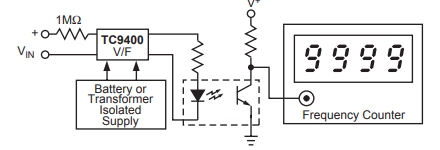 V+
1MΩ
+
TC9400
V/F
VIN
9999
Battery or
Transformer
Isolated
Supply
Frequency Counter